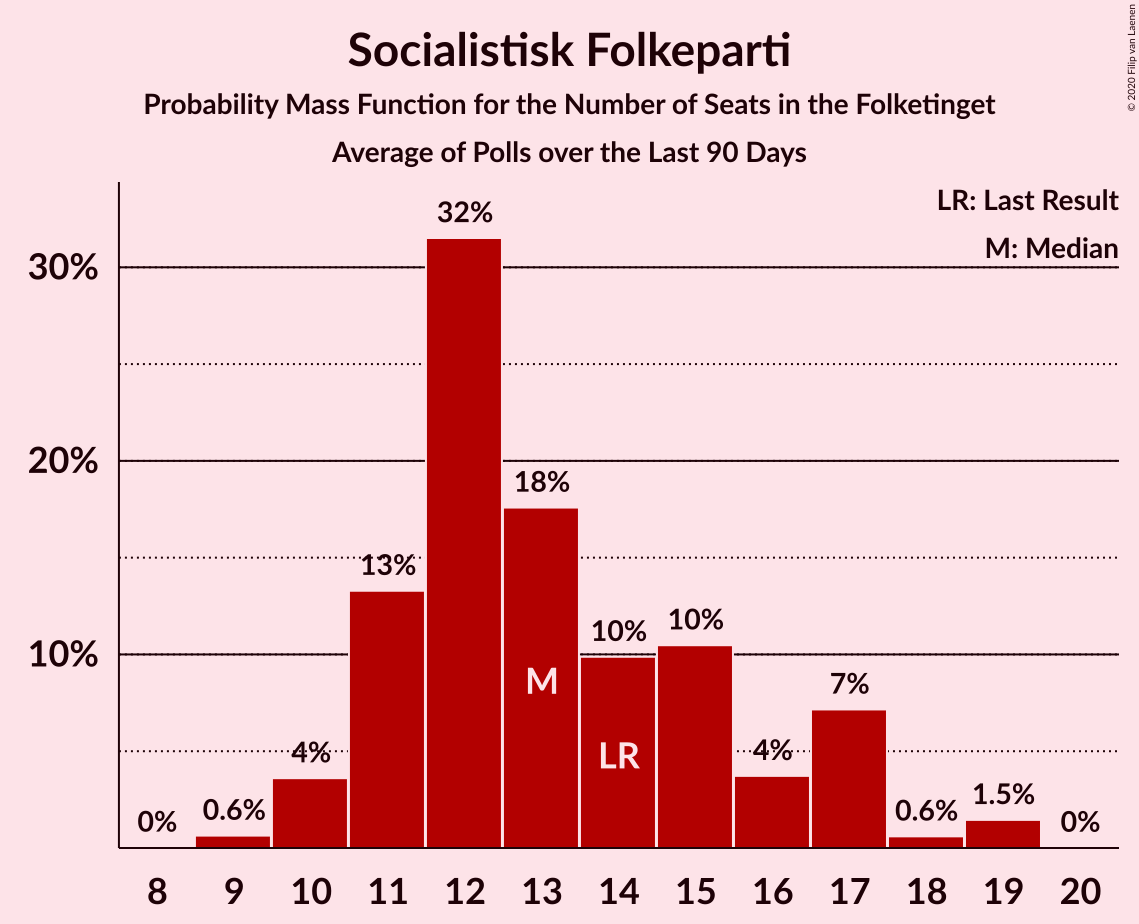 © 2020 Filip van Laenen
Socialistisk Folkeparti
Probability Mass Function for the Number of Seats in the Folketinget
Average of Polls over the Last 90 Days
LR: Last Result
M: Median
30%
20%
10%
0%
0.6%
4%
13%
32%
18%
10%
10%
4%
7%
0.6%
1.5%
0%
M
LR
8 9 10 11 12 13 14 15 16 17 18 19 20